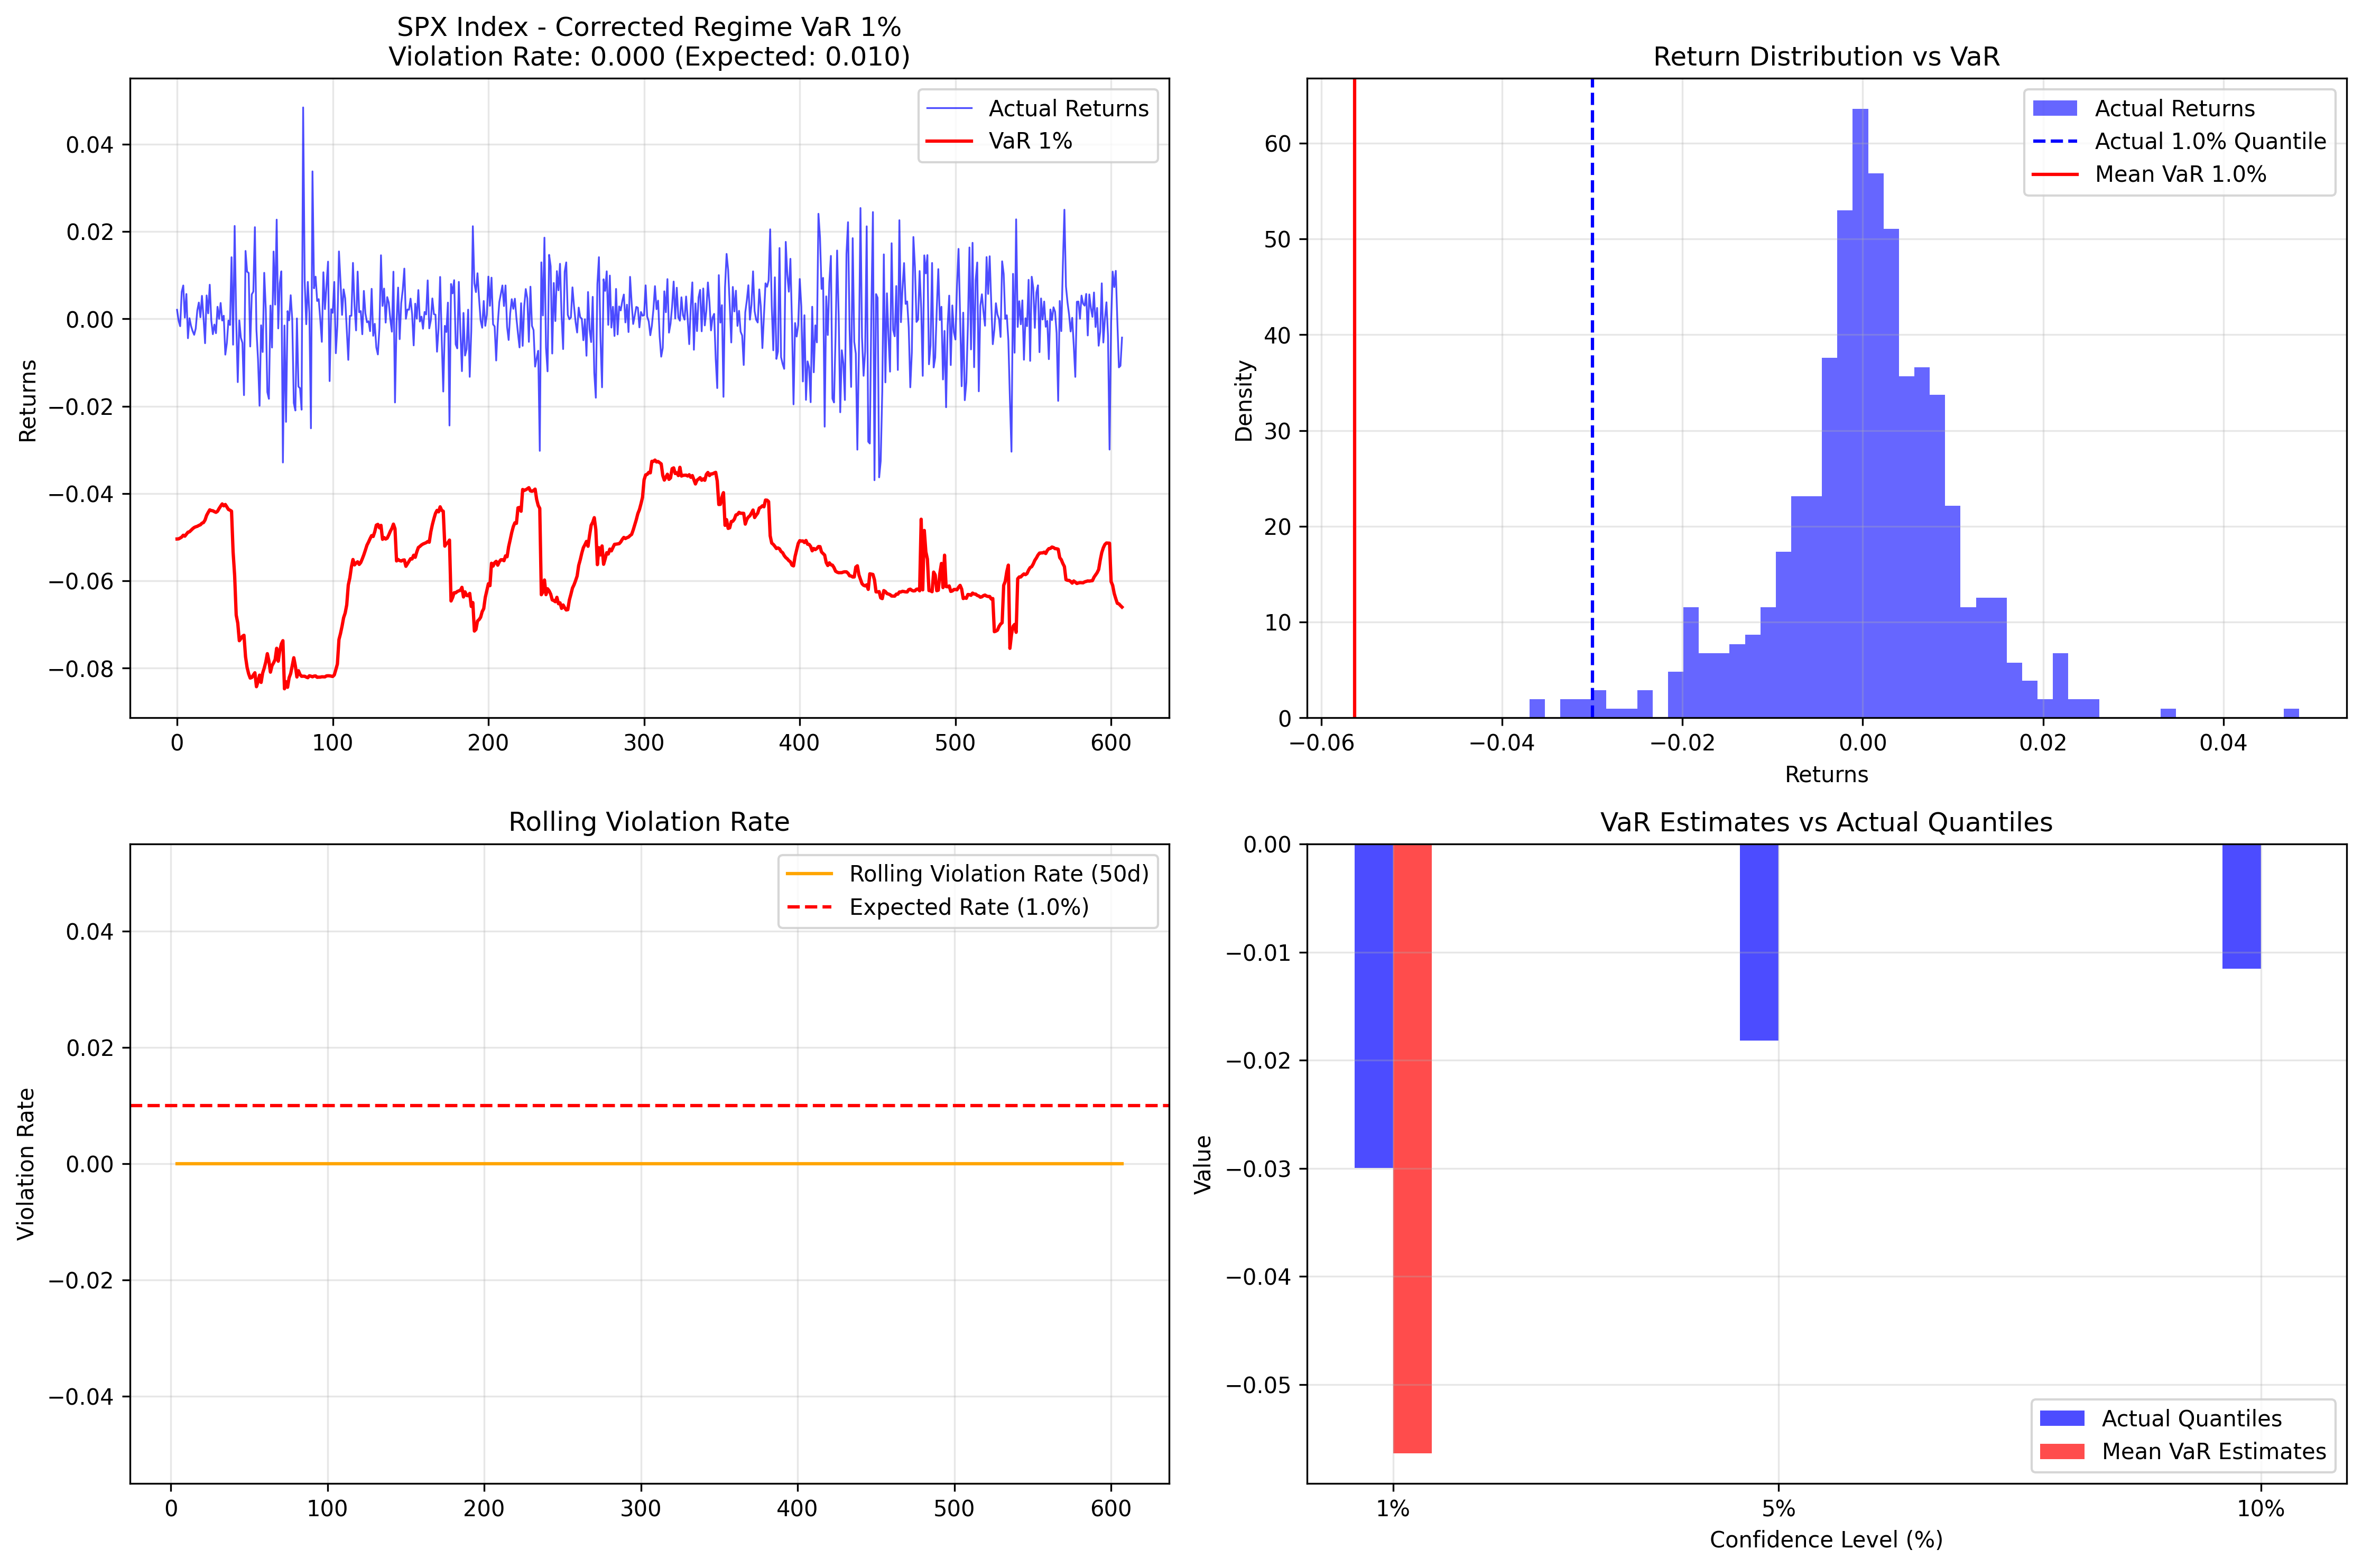 SPX Index - Corrected Regime VaR 1%
Violation Rate: 0.000 (Expected: 0.010)
Actual Returns
VaR 1%
Returns
0.04
0.02
0.00
−0.02
−0.04
−0.06
−0.08
0 100 200 300 400 500 600
Return Distribution vs VaR
Actual Returns
Actual 1.0% Quantile
Mean VaR 1.0%
Density
60
50
40
30
20
10
0
−0.06 −0.04 −0.02 0.00 0.02 0.04
Returns
Rolling Violation Rate
Rolling Violation Rate (50d)
Expected Rate (1.0%)
Violation Rate
0.04
0.02
0.00
−0.02
−0.04
0 100 200 300 400 500 600
VaR Estimates vs Actual Quantiles
Value
0.00
−0.01
−0.02
−0.03
−0.04
−0.05
Actual Quantiles
Mean VaR Estimates
1% 5% 10%
Confidence Level (%)